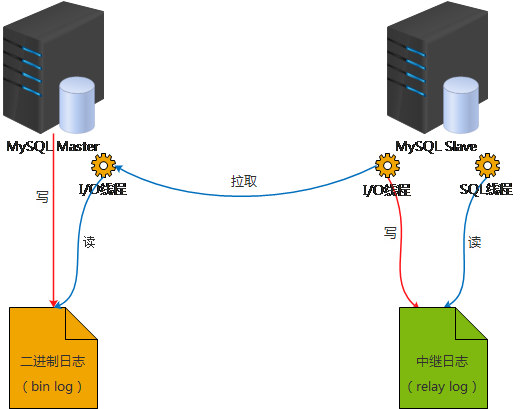 MySQL Master
MySQL Slave
I/O线程
拉取
I/O线程
SQL线程
写
读
写
读
二进制日志
（bin log）
中继日志
（relay log）